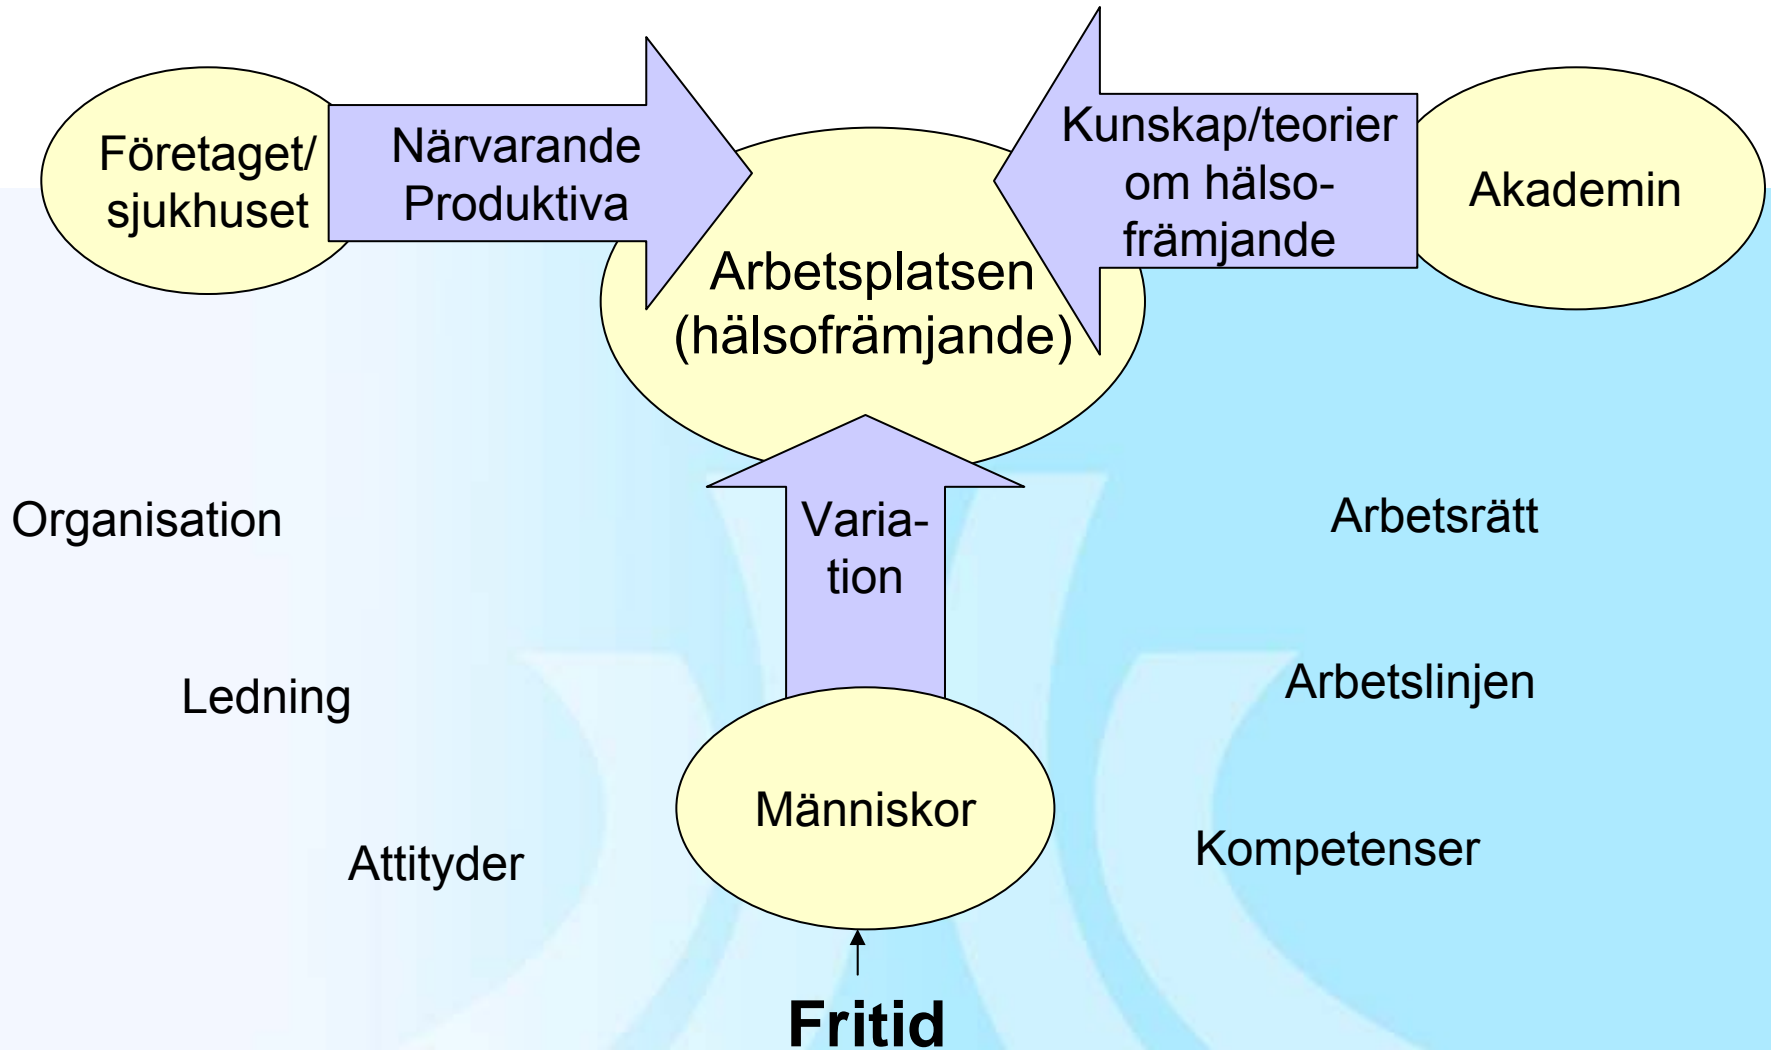 Företaget/
sjukhuset
Närvarande
Produktiva
Kunskap/teorier
om hälso-
främjande
Akademin
Arbetsplatsen
(hälsofrämjande)
Organisation
Varia-
tion
Arbetsrätt
Ledning
Arbetslinjen
Människor
Attityder
Kompetenser
Fritid